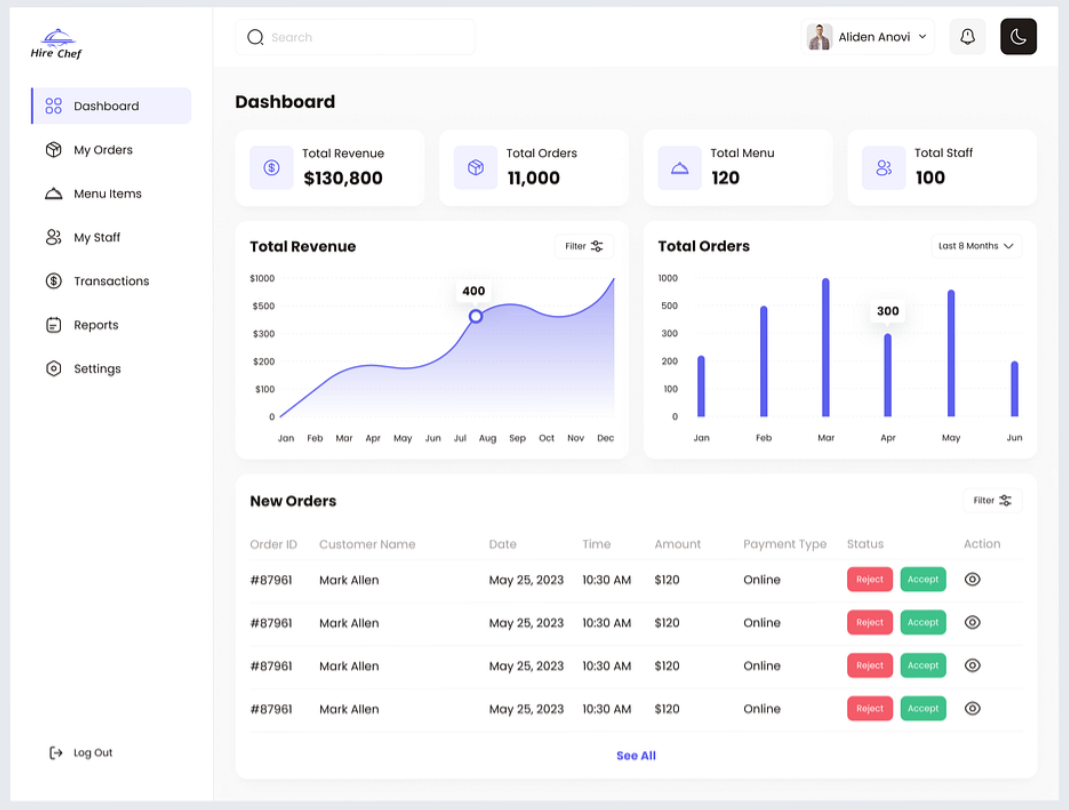 Hire Chef
Search
Aliden Anovi
Dashboard
My Orders
Menu Items
My Staff
Transactions
Reports
Settings
Log Out
Dashboard
Total Revenue
$130,800
Total Orders
11,000
Total Menu
120
Total Staff
100
Total Revenue
Filter
$1000
$500
$300
$200
$100
0
400
Jan Feb Mar Apr May Jun Jul Aug Sep Oct Nov Dec
Total Orders
Last 8 Months
1000
500
300
200
100
0
300
Jan Feb Mar Apr May Jun
New Orders
Filter
Order ID Customer Name Date Time Amount Payment Type Status Action
#87961 Mark Allen May 25, 2023 10:30 AM $120 Online Reject Accept
#87961 Mark Allen May 25, 2023 10:30 AM $120 Online Reject Accept
#87961 Mark Allen May 25, 2023 10:30 AM $120 Online Reject Accept
#87961 Mark Allen May 25, 2023 10:30 AM $120 Online Reject Accept
See All